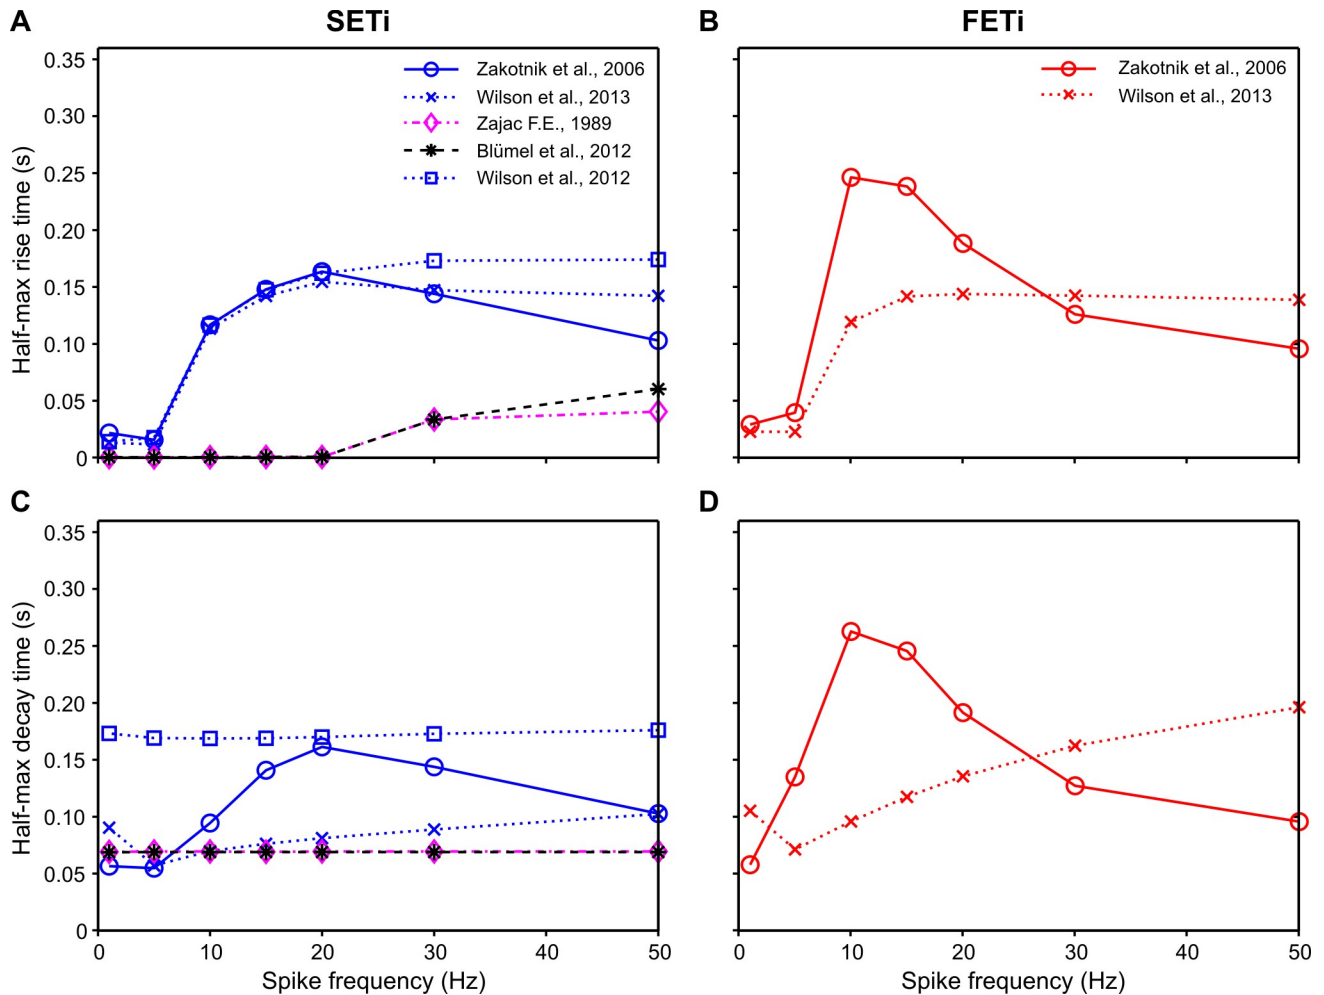 A
SETi
0.35
0.30
0.25
0.20
0.15
0.10
0.05
0
Half-max rise time (s)
Zakotnik et al., 2006
Wilson et al., 2013
Zajac F.E., 1989
Blümel et al., 2012
Wilson et al., 2012
B
FETi
Zakotnik et al., 2006
Wilson et al., 2013
C
0.35
0.30
0.25
0.20
0.15
0.10
0.05
0
Half-max decay time (s)
0 10 20 30 40 50
Spike frequency (Hz)
D
0 10 20 30 40 50
Spike frequency (Hz)